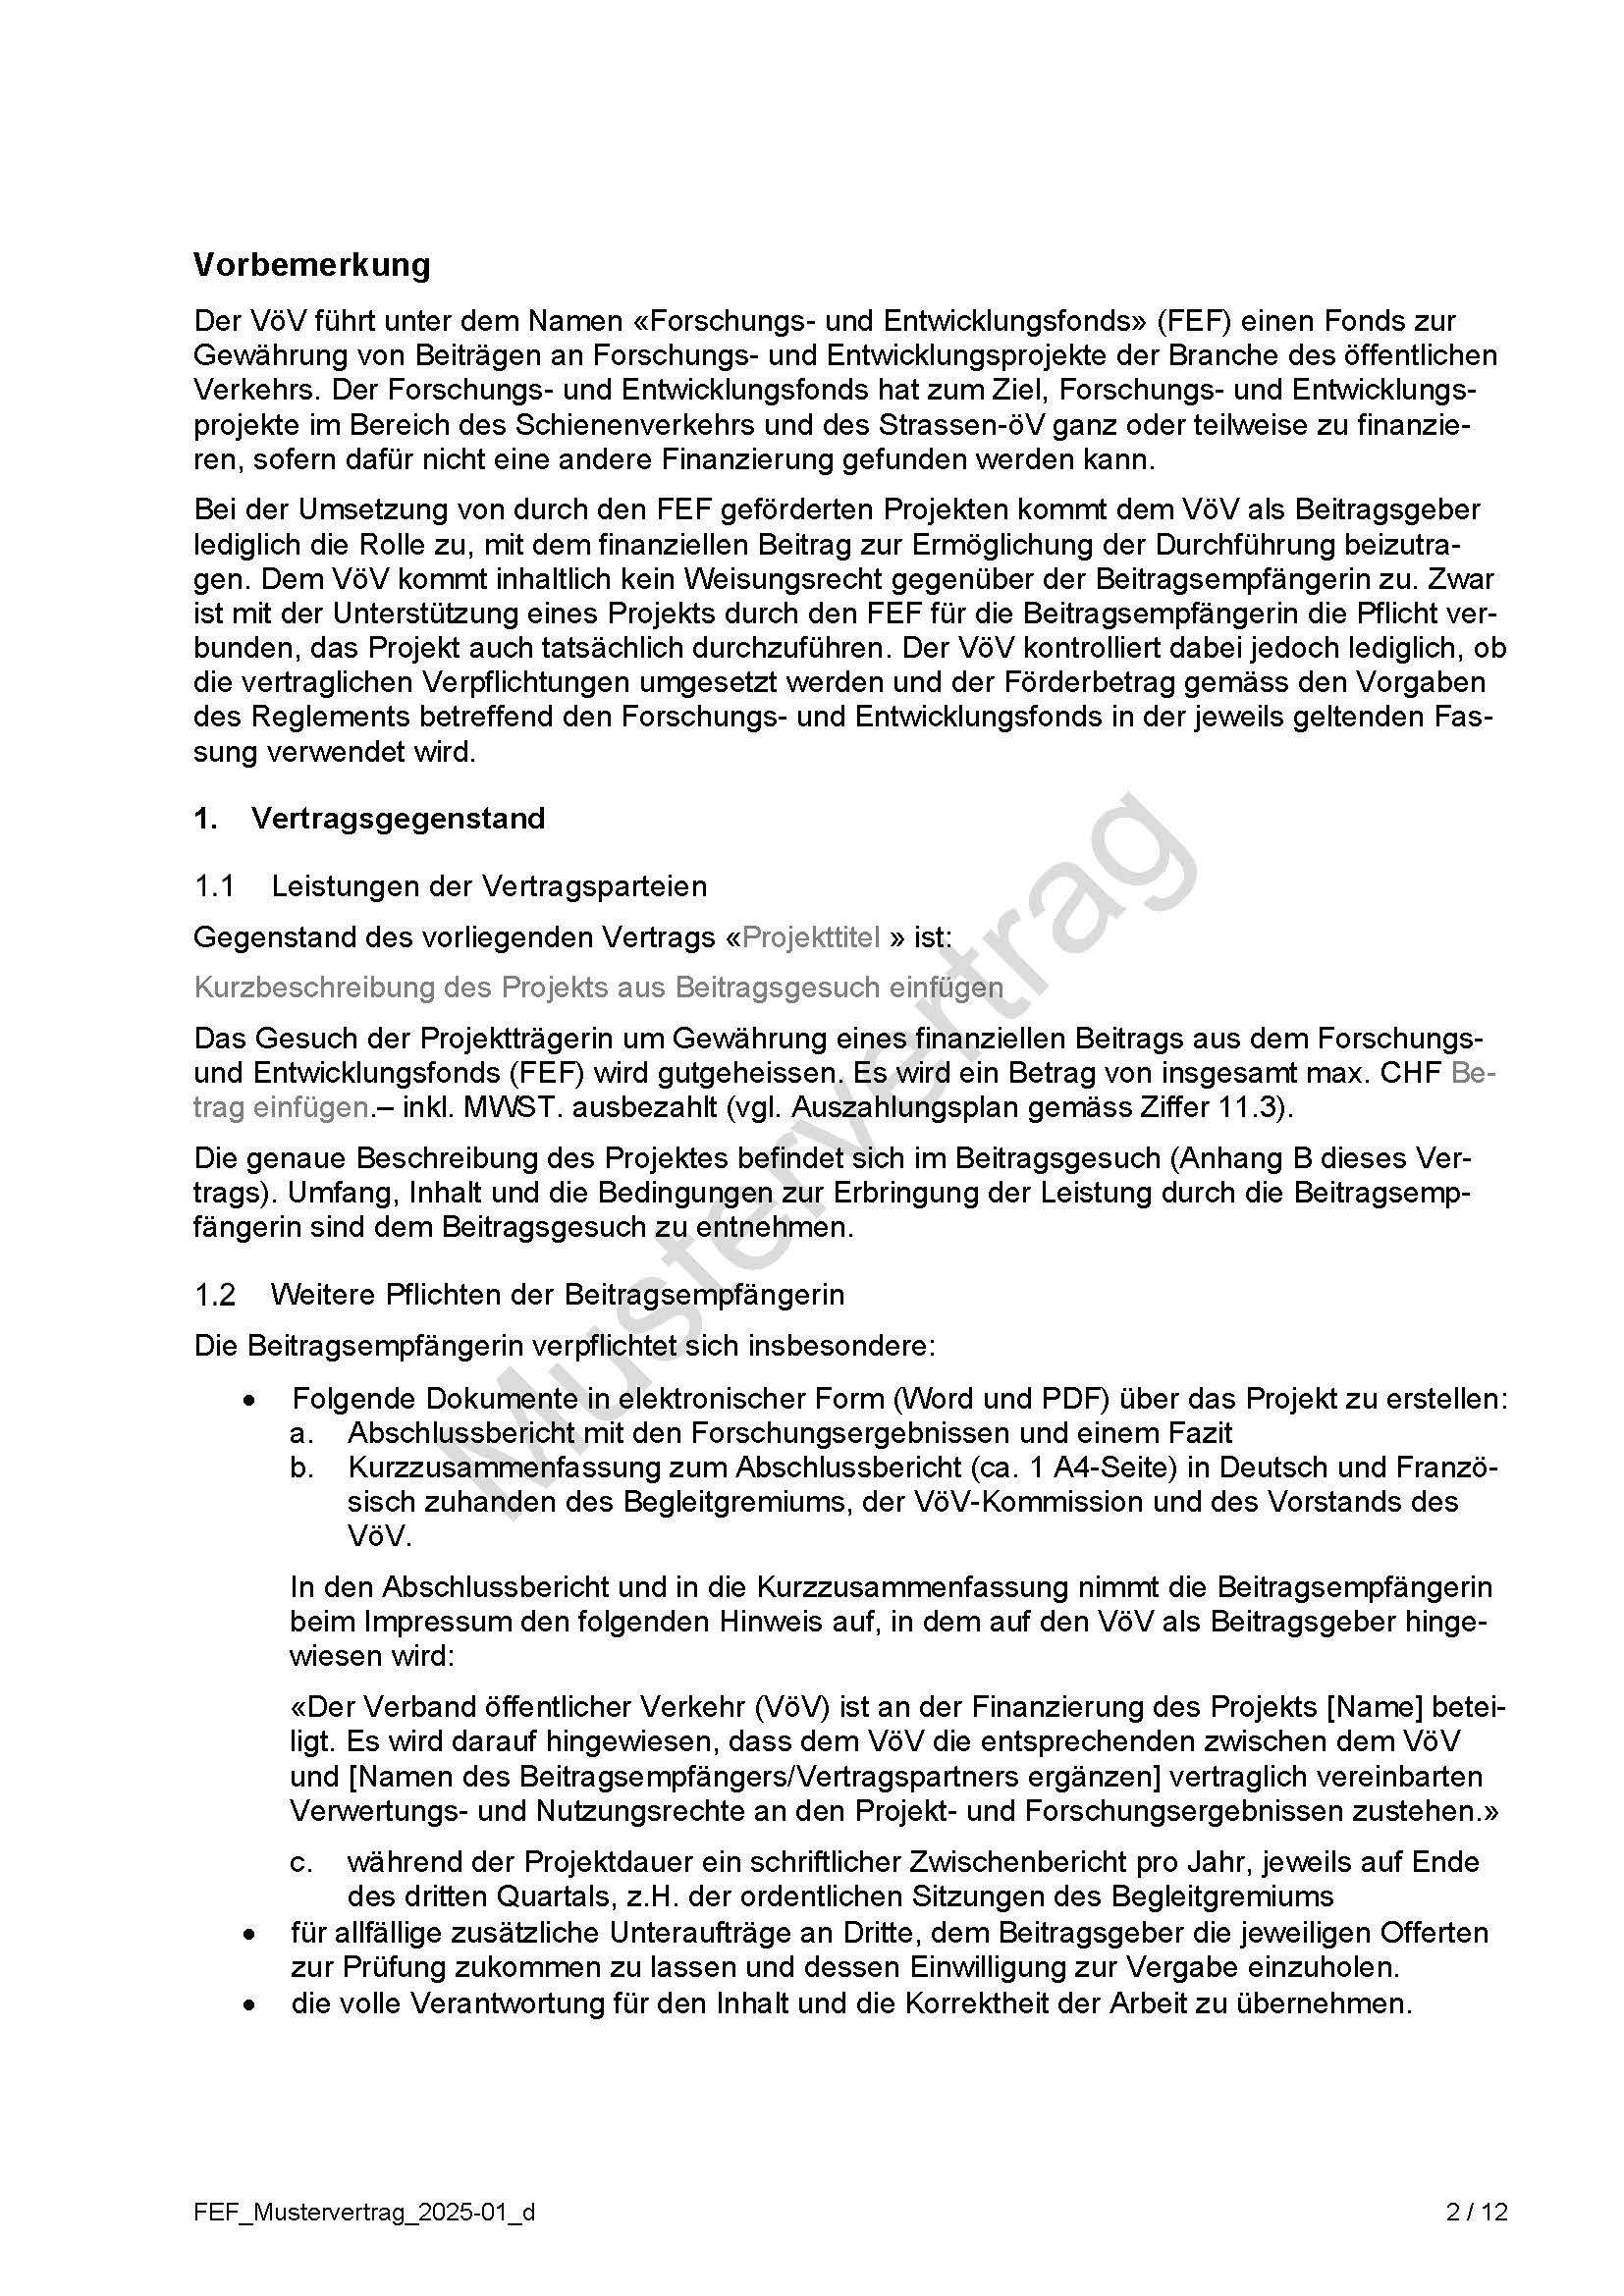 Vorbemerkung
Der VöV führt unter dem Namen «Forschungs- und Entwicklungsfonds» (FEF) einen Fonds zur
Gewährung von Beiträgen an Forschungs- und Entwicklungsprojekte der Branche des öffentlichen
Verkehrs. Der Forschungs- und Entwicklungsfonds hat zum Ziel, Forschungs- und Entwicklungs-
projekte im Bereich des Schienenverkehrs und des Strassen-öV ganz oder teilweise zu finanzie-
ren, sofern dafür nicht eine andere Finanzierung gefunden werden kann.
Bei der Umsetzung von durch den FEF geförderten Projekten kommt dem VöV als Beitragsgeber
lediglich die Rolle zu, mit dem finanziellen Beitrag zur Ermöglichung der Durchführung beizutra-
gen. Dem VöV kommt inhaltlich kein Weisungsrecht gegenüber der Beitragsempfängerin zu. Zwar
ist mit der Unterstützung eines Projekts durch den FEF für die Beitragsempfängerin die Pflicht ver-
bunden, das Projekt auch tatsächlich durchzuführen. Der VöV kontrolliert dabei jedoch lediglich, ob
die vertraglichen Verpflichtungen umgesetzt werden und der Förderbetrag gemäss den Vorgaben
des Reglements betreffend den Forschungs- und Entwicklungsfonds in der jeweils geltenden Fas-
sung verwendet wird.
1. Vertragsgegenstand
1.1 Leistungen der Vertragsparteien
Gegenstand des vorliegenden Vertrags «Projekttitel » ist:
Kurzbeschreibung des Projekts aus Beitragsgesuch einfügen
Das Gesuch der Projektträgerin um Gewährung eines finanziellen Beitrags aus dem Forschungs-
und Entwicklungsfonds (FEF) wird gutgeheissen. Es wird ein Betrag von insgesamt max. CHF Be-
trag einfügen.– inkl. MWST. ausbezahlt (vgl. Auszahlungsplan gemäss Ziffer 11.3).
Die genaue Beschreibung des Projektes befindet sich im Beitragsgesuch (Anhang B dieses Ver-
trags). Umfang, Inhalt und die Bedingungen zur Erbringung der Leistung durch die Beitragsemp-
fängerin sind dem Beitragsgesuch zu entnehmen.
1.2 Weitere Pflichten der Beitragsempfängerin
Die Beitragsempfängerin verpflichtet sich insbesondere:
• Folgende Dokumente in elektronischer Form (Word und PDF) über das Projekt zu erstellen:
a. Abschlussbericht mit den Forschungsergebnissen und einem Fazit
b. Kurzzusammenfassung zum Abschlussbericht (ca. 1 A4-Seite) in Deutsch und Franzö-
sisch zuhanden des Begleitgremiums, der VöV-Kommission und des Vorstands des
VöV.
In den Abschlussbericht und in die Kurzzusammenfassung nimmt die Beitragsempfängerin
beim Impressum den folgenden Hinweis auf, in dem auf den VöV als Beitragsgeber hinge-
wiesen wird:
«Der Verband öffentlicher Verkehr (VöV) ist an der Finanzierung des Projekts [Name] betei-
ligt. Es wird darauf hingewiesen, dass dem VöV die entsprechenden zwischen dem VöV
und [Namen des Beitragsempfängers/Vertragspartners ergänzen] vertraglich vereinbarten
Verwertungs- und Nutzungsrechte an den Projekt- und Forschungsergebnissen zustehen.»
c. während der Projektdauer ein schriftlicher Zwischenbericht pro Jahr, jeweils auf Ende
des dritten Quartals, z.H. der ordentlichen Sitzungen des Begleitgremiums
• für allfällige zusätzliche Unteraufträge an Dritte, dem Beitragsgeber die jeweiligen Offerten
zur Prüfung zukommen zu lassen und dessen Einwilligung zur Vergabe einzuholen.
• die volle Verantwortung für den Inhalt und die Korrektheit der Arbeit zu übernehmen.
Mustervertrag
FEF_Mustervertrag_2025-01_d 2 / 12